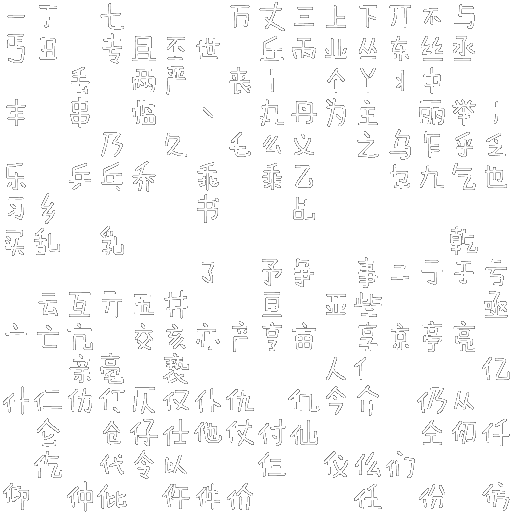 一丁七万丈三上下丌不与
丐丑专且丕世丘丙业丛东丝丞
丢两严丧丨个丫丬中
丰串临丶丸丹为主丽举丿
乃久乇么义之乌乍乎乏
乐乒乓乔乖乘乙乜九乞也
习乡书乩
买乱乳乾
了予争事二亍于亏
云互亓五井亘亚些亟
亠亡亢交亥亦产亨亩享京亭亮
亲亳亵人亻亿
什仁仂仃仄仅仆仇仉今介仍从
仑仓仔仕他仗付仙仝仞仟
仡代令以仨仪仫们
仰仲仳仵件价任份仿